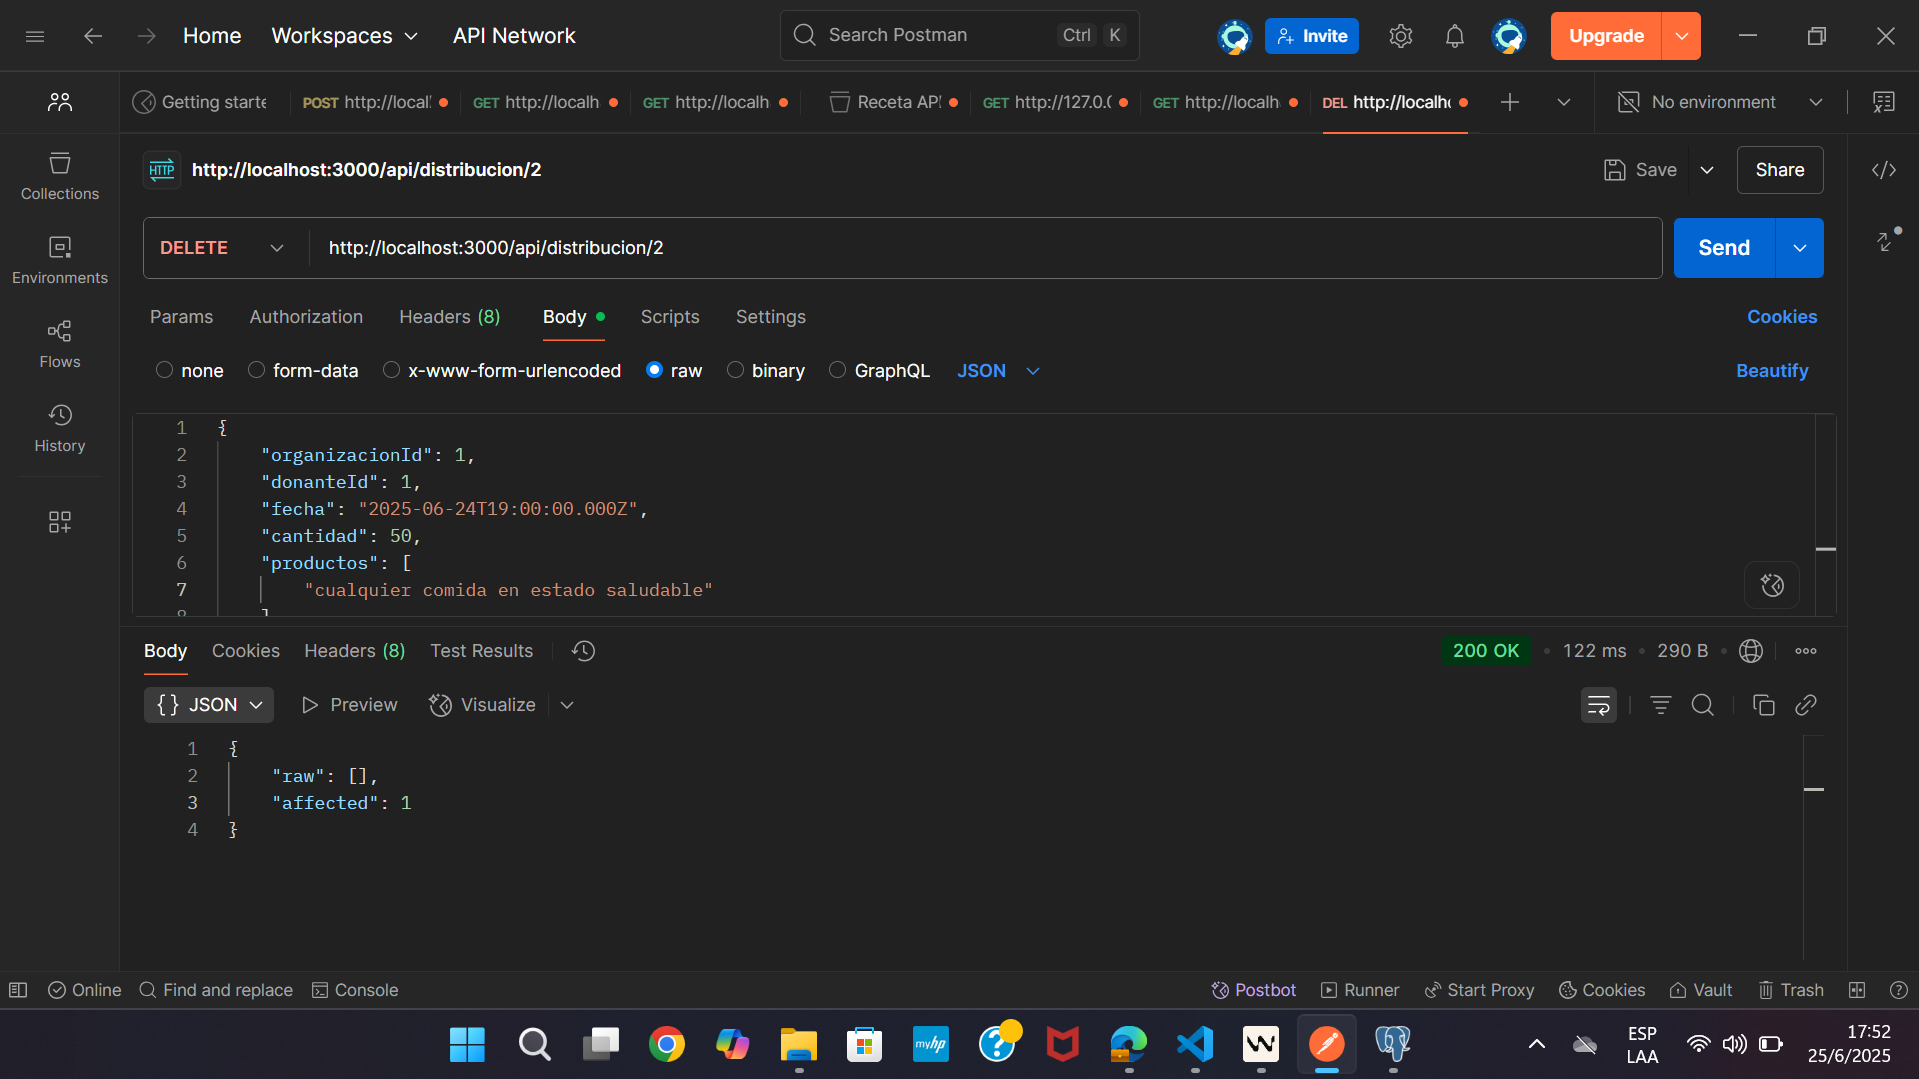 Home
Workspaces
API Network
Search Postman
Ctrl K
Invite
Upgrade
Getting starte
POST http://local
GET http://localh
GET http://localh
Receta API
GET http://127.0.0
GET http://localh
DEL http://localho
No environment
HTTP http://localhost:3000/api/distribucion/2
Save
Share
Collections
Environments
Flows
History
DELETE
http://localhost:3000/api/distribucion/2
Send
Params
Authorization
Headers (8)
Body
Scripts
Settings
Cookies
none
form-data
x-www-form-urlencoded
raw
binary
GraphQL
JSON
Beautify
1 {
2 "organizacionId": 1,
3 "donanteId": 1,
4 "fecha": "2025-06-24T19:00:00.000Z",
5 "cantidad": 50,
6 "productos": [
7 "cualquier comida en estado saludable"
8 ]
Body
Cookies
Headers (8)
Test Results
200 OK
122 ms
290 B
{} JSON
Preview
Visualize
1 {
2 "raw": [],
3 "affected": 1
4 }
Online
Find and replace
Console
Postbot
Runner
Start Proxy
Cookies
Vault
Trash
myhp
ESP
LAA
17:52
25/6/2025